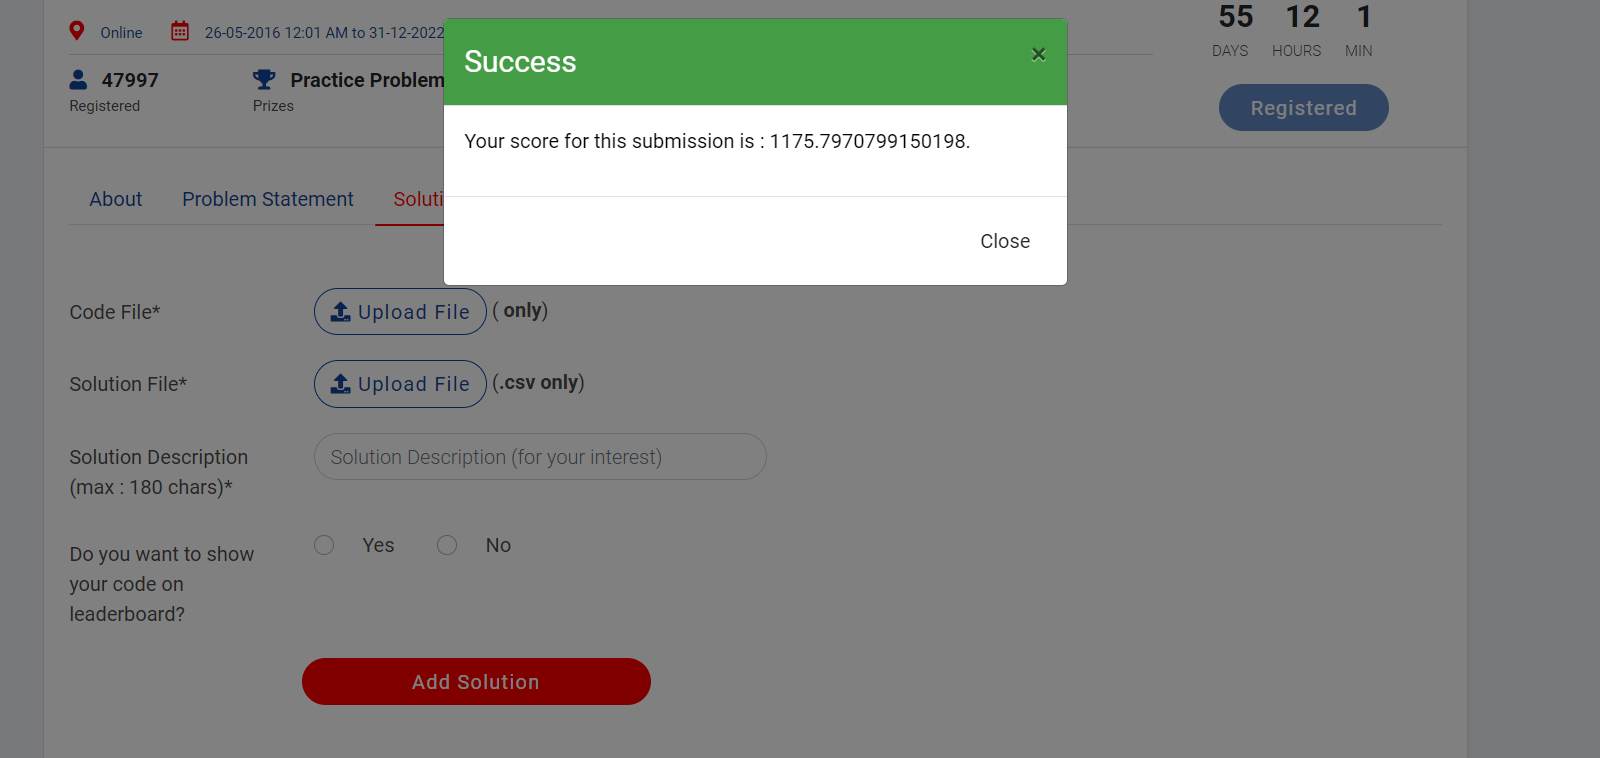 Online
26-05-2016 12:01 AM to 31-12-2022
55 12 1
DAYS HOURS MIN
47997
Registered
Practice Problem
Prizes
Registered
Success
×
Your score for this submission is : 1175.7970799150198.
Close
About Problem Statement Soluti
Code File*
Upload File ( only)
Solution File*
Upload File (.csv only)
Solution Description
(max : 180 chars)*
Solution Description (for your interest)
Do you want to show
your code on
leaderboard?
Yes No
Add Solution